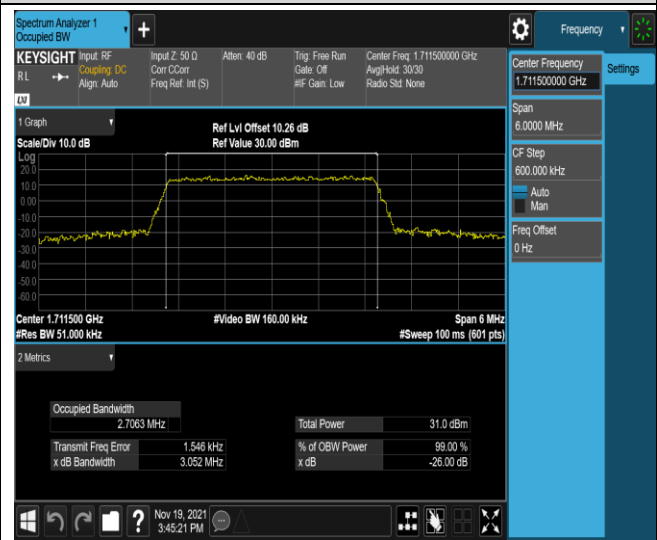 Spectrum Analyzer 1
Occupied BW
+
Frequency
KEYSIGHT
RL
LXI
Input: RF
Coupling: DC
Align: Auto
Input Z: 50 Ω
Corr CCorr
Freq Ref: Int (S)
Atten: 40 dB
Trig: Free Run
Gate: Off
#IF Gain: Low
Center Freq: 1.711500000 GHz
Avg|Hold: 30/30
Radio Std: None
Center Frequency
1.711500000 GHz
Settings
Span
6.0000 MHz
CF Step
600.000 kHz
Auto
Man
Freq Offset
0 Hz
1 Graph
Scale/Div 10.0 dB
Ref Lvl Offset 10.26 dB
Ref Value 30.00 dBm
Log
20.0
10.0
0.00
-10.0
-20.0
-30.0
-40.0
-50.0
-60.0
Center 1.711500 GHz
#Video BW 160.00 kHz
Span 6 MHz
#Res BW 51.000 kHz
#Sweep 100 ms (601 pts)
2 Metrics
Occupied Bandwidth
2.7063 MHz
Total Power 31.0 dBm
Transmit Freq Error 1.546 kHz
% of OBW Power 99.00 %
x dB Bandwidth 3.052 MHz
x dB -26.00 dB
?
Nov 19, 2021
3:45:21 PM